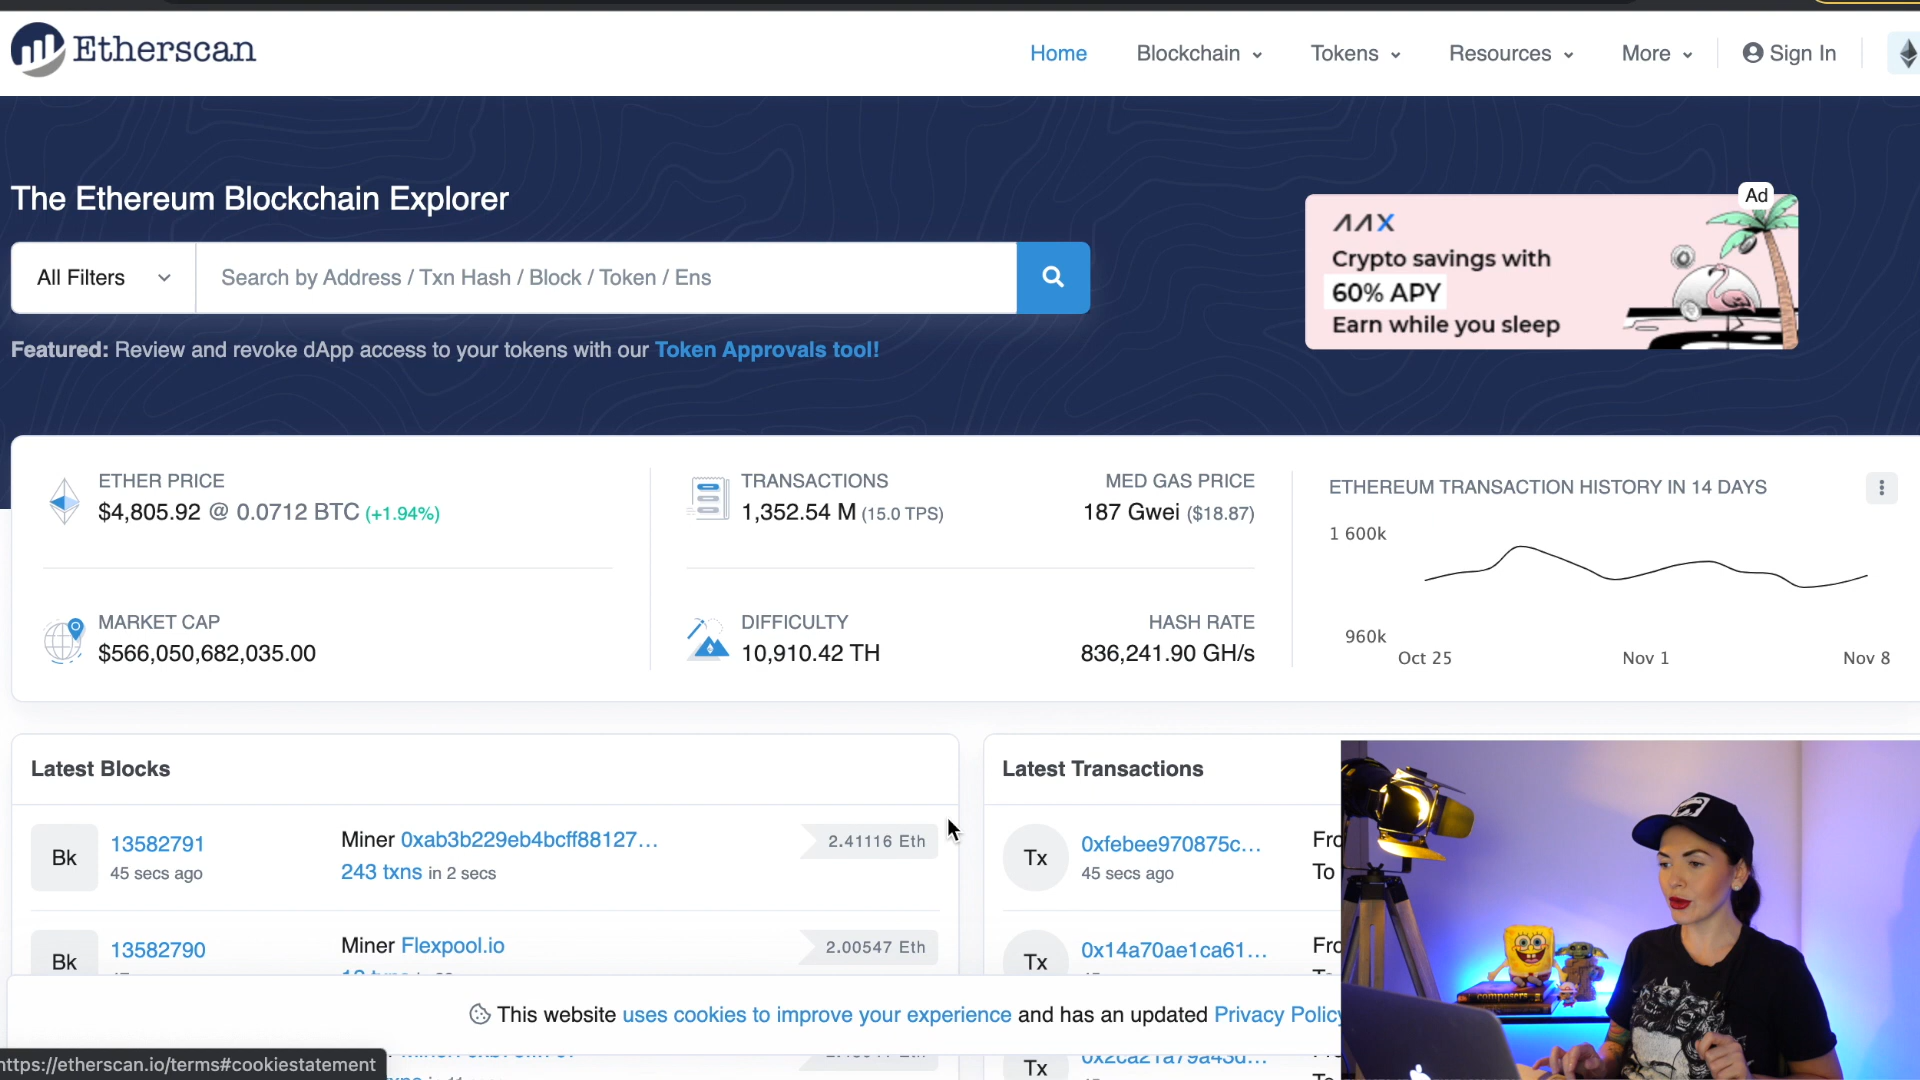 Etherscan
Home
Blockchain
Tokens
Resources
More
Sign In
The Ethereum Blockchain Explorer
All Filters
Search by Address / Txn Hash / Block / Token / Ens
Featured: Review and revoke dApp access to your tokens with our Token Approvals tool!
Ad
AAX
Crypto savings with
60% APY
Earn while you sleep
ETHER PRICE
$4,805.92 @ 0.0712 BTC (+1.94%)
MARKET CAP
$566,050,682,035.00
TRANSACTIONS
1,352.54 M (15.0 TPS)
MED GAS PRICE
187 Gwei ($18.87)
DIFFICULTY
10,910.42 TH
HASH RATE
836,241.90 GH/s
ETHEREUM TRANSACTION HISTORY IN 14 DAYS
1 600k
960k
Oct 25
Nov 1
Nov 8
Latest Blocks
Bk
13582791
45 secs ago
Miner 0xab3b229eb4bcff88127...
243 txns in 2 secs
2.41116 Eth
Bk
13582790
Miner Flexpool.io
2.00547 Eth
Latest Transactions
Tx
0xfebee970875c...
45 secs ago
Fro
To
Tx
0x14a70ae1ca61...
Fro
This website uses cookies to improve your experience and has an updated Privacy Policy
Tx
https://etherscan.io/terms#cookiestatement
composers